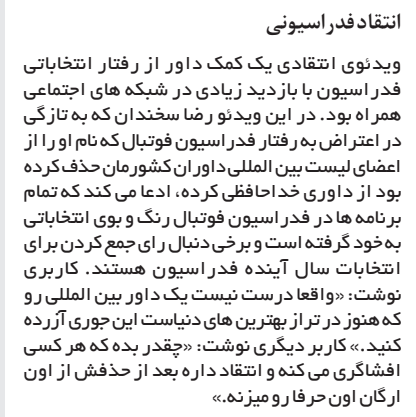 انتقاد فدراسیونی
ویدئوی انتقادی یک کمک داور از رفتار انتخاباتی
فدراسیون با بازدید زیادی در شبکه های اجتماعی
همراه بود. در این ویدئو رضا سخندان که به تازگی
در اعتراض به رفتار فدراسیون فوتبال که نام او را از
اعضای لیست بین المللی داوران کشورمان حذف کرده
بود از داوری خداحافظی کرده، ادعا می کند که تمام
برنامه ها در فدراسیون فوتبال رنگ و بوی انتخاباتی
به خود گرفته است و برخی دنبال رای جمع کردن برای
انتخابات سال آینده فدراسیون هستند. کاربری
نوشت: «واقعا درست نیست یک داور بین المللی رو
که هنوز در تراز بهترین های دنیاست این جوری آزرده
کنید.» کاربر دیگری نوشت: «چقدر بده که هر کسی
افشاگری می کنه و انتقاد داره بعد از حذفش از اون
ارگان اون حرفا رو میزنه.»